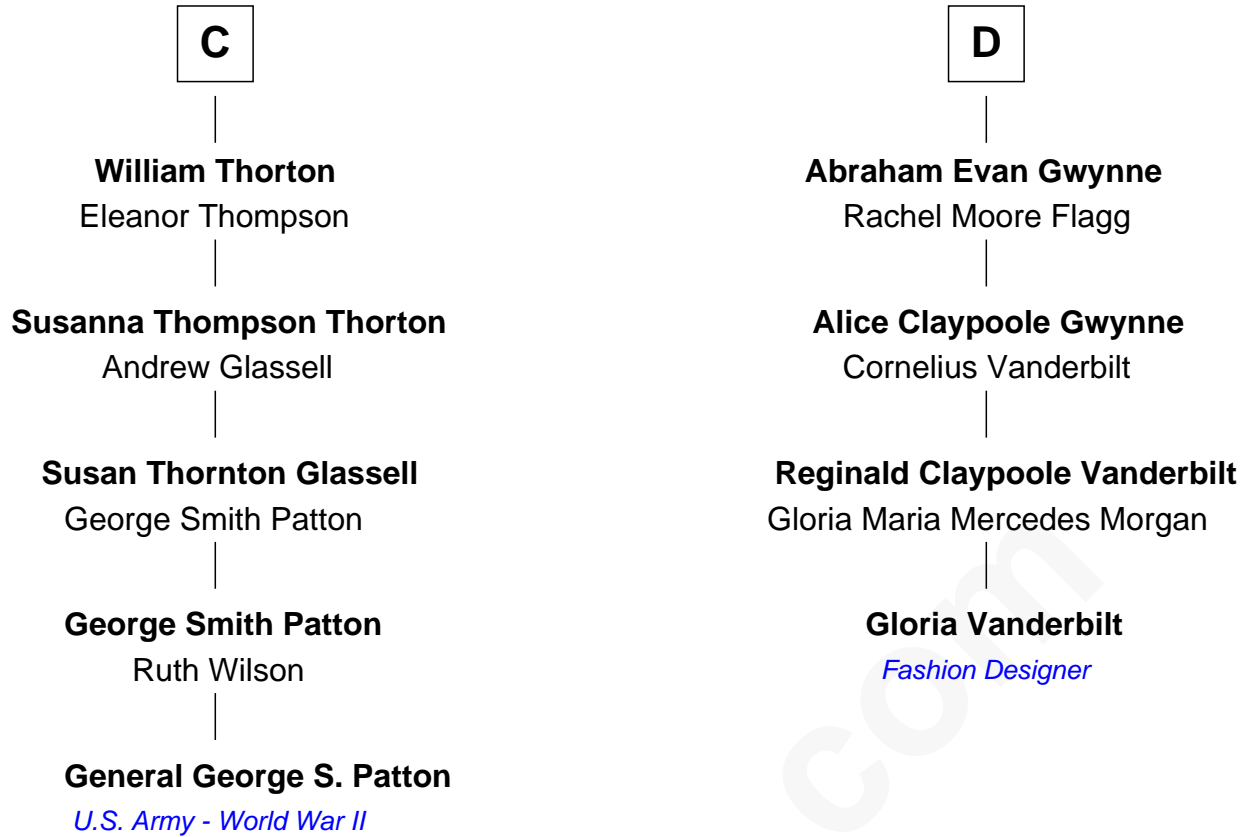 C
William Thorton
Eleanor Thompson
Susanna Thompson Thorton
Andrew Glassell
Susan Thornton Glassell
George Smith Patton
George Smith Patton
Ruth Wilson
General George S. Patton
U.S. Army - World War II
D
Abraham Evan Gwynne
Rachel Moore Flagg
Alice Claypoole Gwynne
Cornelius Vanderbilt
Reginald Claypoole Vanderbilt
Gloria Maria Mercedes Morgan
Gloria Vanderbilt
Fashion Designer
com